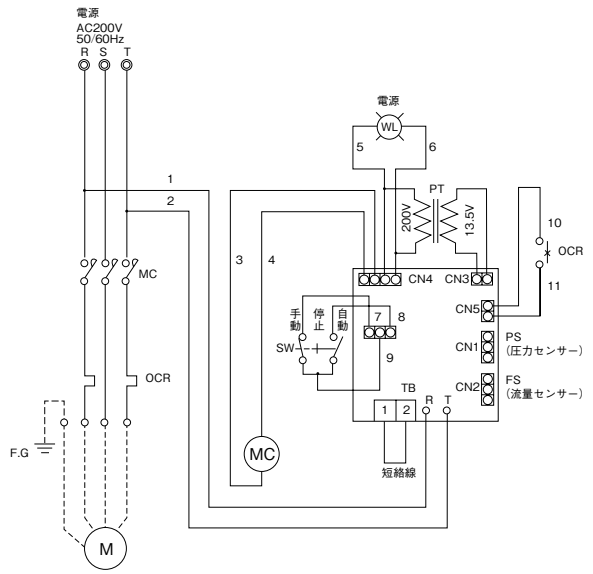 電源
AC200V
50/60Hz
R S T
電源
WL
5 6
1
PT
2
200V
13.5V
10
OCR
3 4
11
MC
CN4 CN3
CN5
手動 停止 自動
7 8
PS
CN1 (圧力センサー)
SW
9
OCR
FS
CN2 (流量センサー)
TB R T
1 2
F.G
MC
短絡線
M